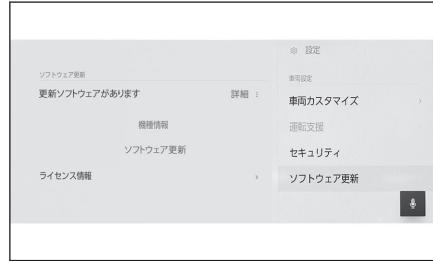 ソフトウェア更新
更新ソフトウェアがあります
詳細
機種情報
ソフトウェア更新
ライセンス情報
設定
車両設定
車両カスタマイズ
運転支援
セキュリティ
ソフトウェア更新